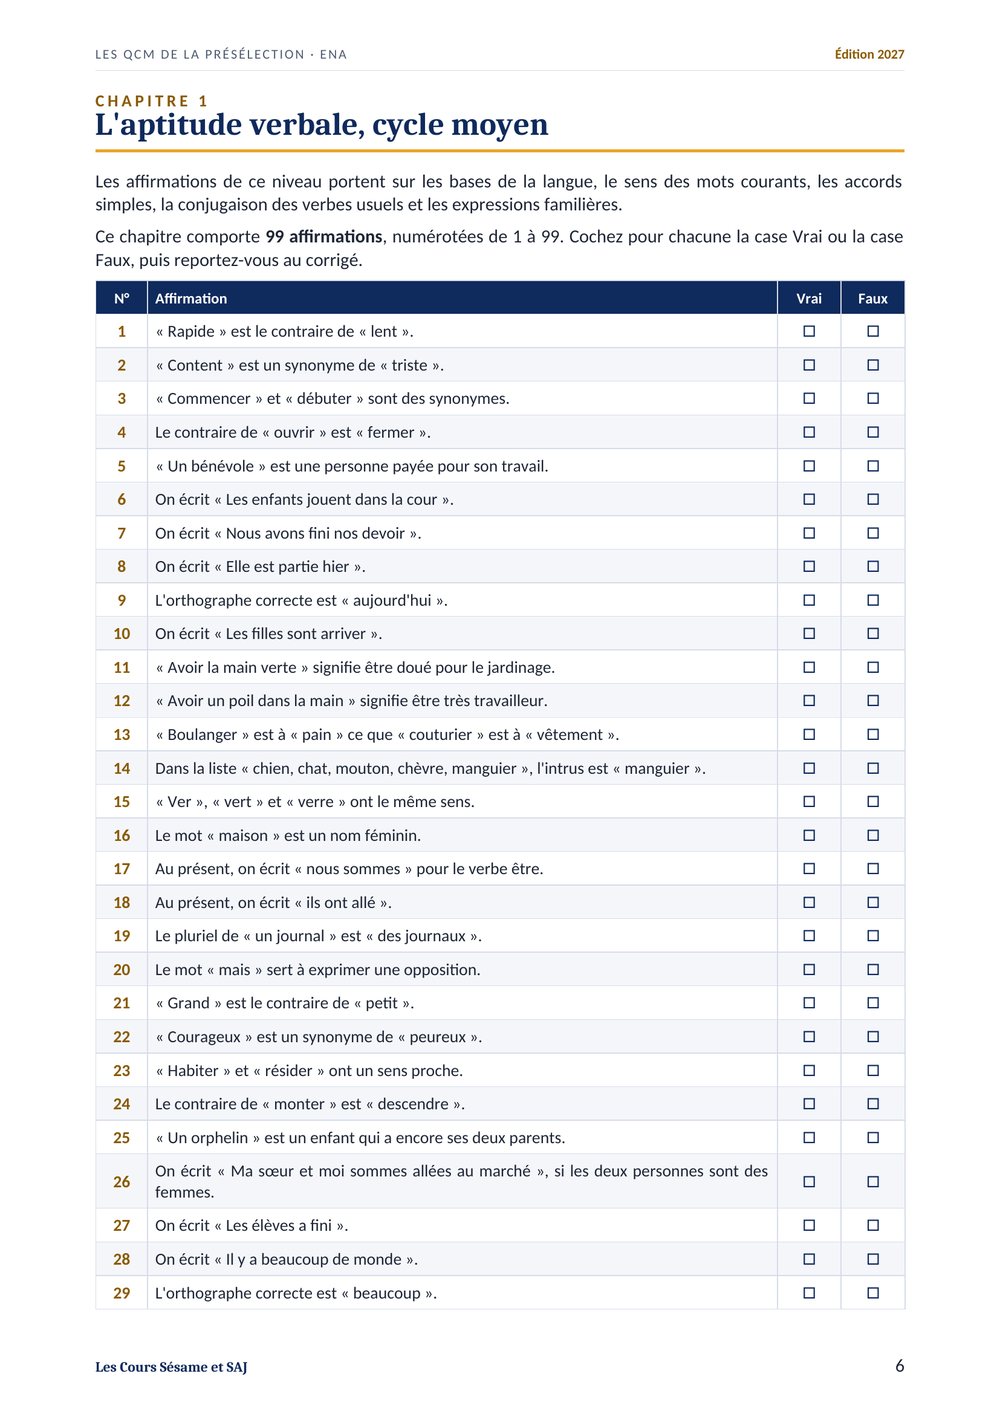 LES QCM DE LA PRÉSÉLECTION · ENA
Édition 2027
CHAPITRE 1
L'aptitude verbale, cycle moyen
Les affirmations de ce niveau portent sur les bases de la langue, le sens des mots courants, les accords
simples, la conjugaison des verbes usuels et les expressions familières.
Ce chapitre comporte 99 affirmations, numérotées de 1 à 99. Cochez pour chacune la case Vrai ou la case
Faux, puis reportez-vous au corrigé.
N° Affirmation Vrai Faux
1 « Rapide » est le contraire de « lent ». ☐ ☐
2 « Content » est un synonyme de « triste ». ☐ ☐
3 « Commencer » et « débuter » sont des synonymes. ☐ ☐
4 Le contraire de « ouvrir » est « fermer ». ☐ ☐
5 « Un bénévole » est une personne payée pour son travail. ☐ ☐
6 On écrit « Les enfants jouent dans la cour ». ☐ ☐
7 On écrit « Nous avons fini nos devoir ». ☐ ☐
8 On écrit « Elle est partie hier ». ☐ ☐
9 L'orthographe correcte est « aujourd'hui ». ☐ ☐
10 On écrit « Les filles sont arriver ». ☐ ☐
11 « Avoir la main verte » signifie être doué pour le jardinage. ☐ ☐
12 « Avoir un poil dans la main » signifie être très travailleur. ☐ ☐
13 « Boulanger » est à « pain » ce que « couturier » est à « vêtement ». ☐ ☐
14 Dans la liste « chien, chat, mouton, chèvre, manguier », l'intrus est « manguier ». ☐ ☐
15 « Ver », « vert » et « verre » ont le même sens. ☐ ☐
16 Le mot « maison » est un nom féminin. ☐ ☐
17 Au présent, on écrit « nous sommes » pour le verbe être. ☐ ☐
18 Au présent, on écrit « ils ont allé ». ☐ ☐
19 Le pluriel de « un journal » est « des journaux ». ☐ ☐
20 Le mot « mais » sert à exprimer une opposition. ☐ ☐
21 « Grand » est le contraire de « petit ». ☐ ☐
22 « Courageux » est un synonyme de « peureux ». ☐ ☐
23 « Habiter » et « résider » ont un sens proche. ☐ ☐
24 Le contraire de « monter » est « descendre ». ☐ ☐
25 « Un orphelin » est un enfant qui a encore ses deux parents. ☐ ☐
26 On écrit « Ma sœur et moi sommes allées au marché », si les deux personnes sont des
femmes. ☐ ☐
27 On écrit « Les élèves a fini ». ☐ ☐
28 On écrit « Il y a beaucoup de monde ». ☐ ☐
29 L'orthographe correcte est « beaucoup ». ☐ ☐
Les Cours Sésame et SAJ
6